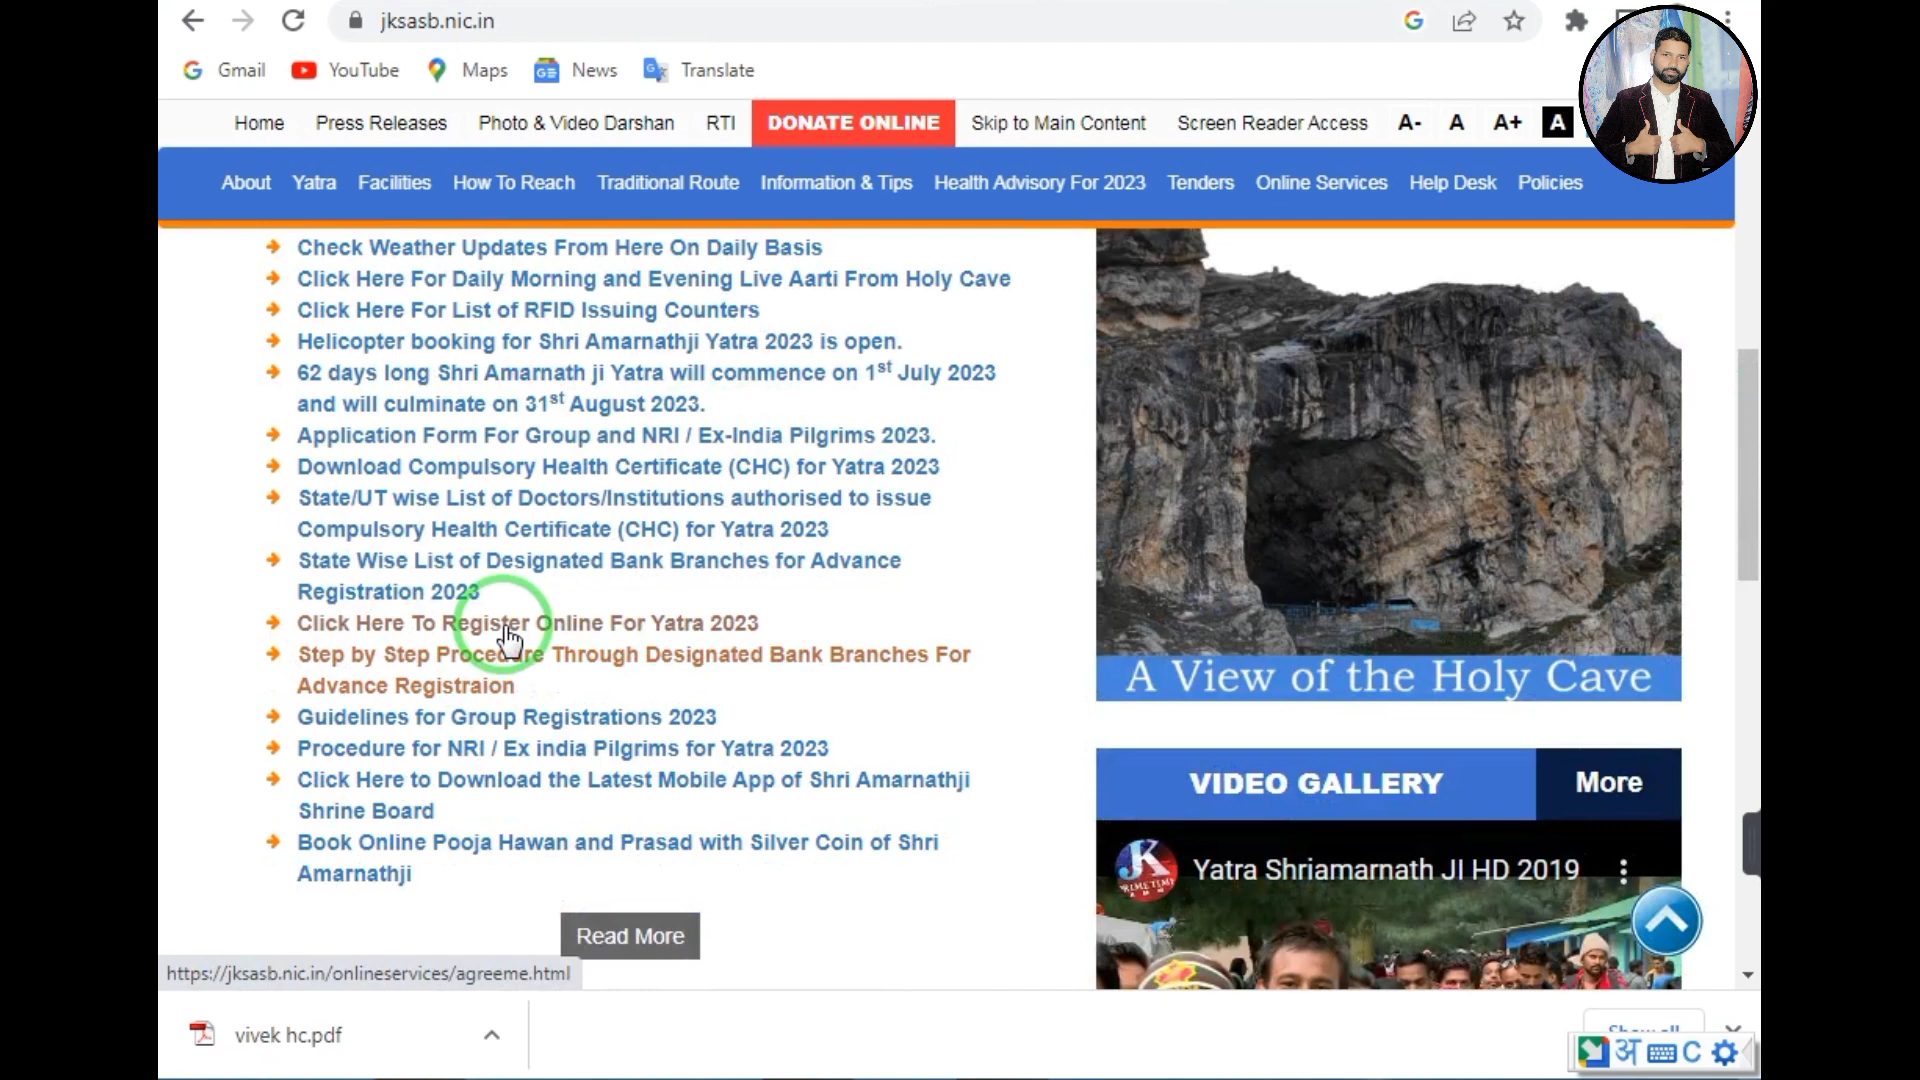 jksasb.nic.in
Gmail YouTube Maps News Translate
Home Press Releases Photo & Video Darshan RTI DONATE ONLINE Skip to Main Content Screen Reader Access A- A A+ A
About Yatra Facilities How To Reach Traditional Route Information & Tips Health Advisory For 2023 Tenders Online Services Help Desk Policies
Check Weather Updates From Here On Daily Basis
Click Here For Daily Morning and Evening Live Aarti From Holy Cave
Click Here For List of RFID Issuing Counters
Helicopter booking for Shri Amarnathji Yatra 2023 is open.
62 days long Shri Amarnath ji Yatra will commence on 1st July 2023
and will culminate on 31st August 2023.
Application Form For Group and NRI / Ex-India Pilgrims 2023.
Download Compulsory Health Certificate (CHC) for Yatra 2023
State/UT wise List of Doctors/Institutions authorised to issue
Compulsory Health Certificate (CHC) for Yatra 2023
State Wise List of Designated Bank Branches for Advance
Registration 2023
Click Here To Register Online For Yatra 2023
Step by Step Procedure Through Designated Bank Branches For
Advance Registraion
Guidelines for Group Registrations 2023
Procedure for NRI / Ex india Pilgrims for Yatra 2023
Click Here to Download the Latest Mobile App of Shri Amarnathji
Shrine Board
Book Online Pooja Hawan and Prasad with Silver Coin of Shri
Amarnathji
Read More
A View of the Holy Cave
VIDEO GALLERY More
JK PRIME TIME
Yatra Shriamarnath JI HD 2019
https://jksasb.nic.in/onlineservices/agreeme.html
vivek hc.pdf
Show all
अ C